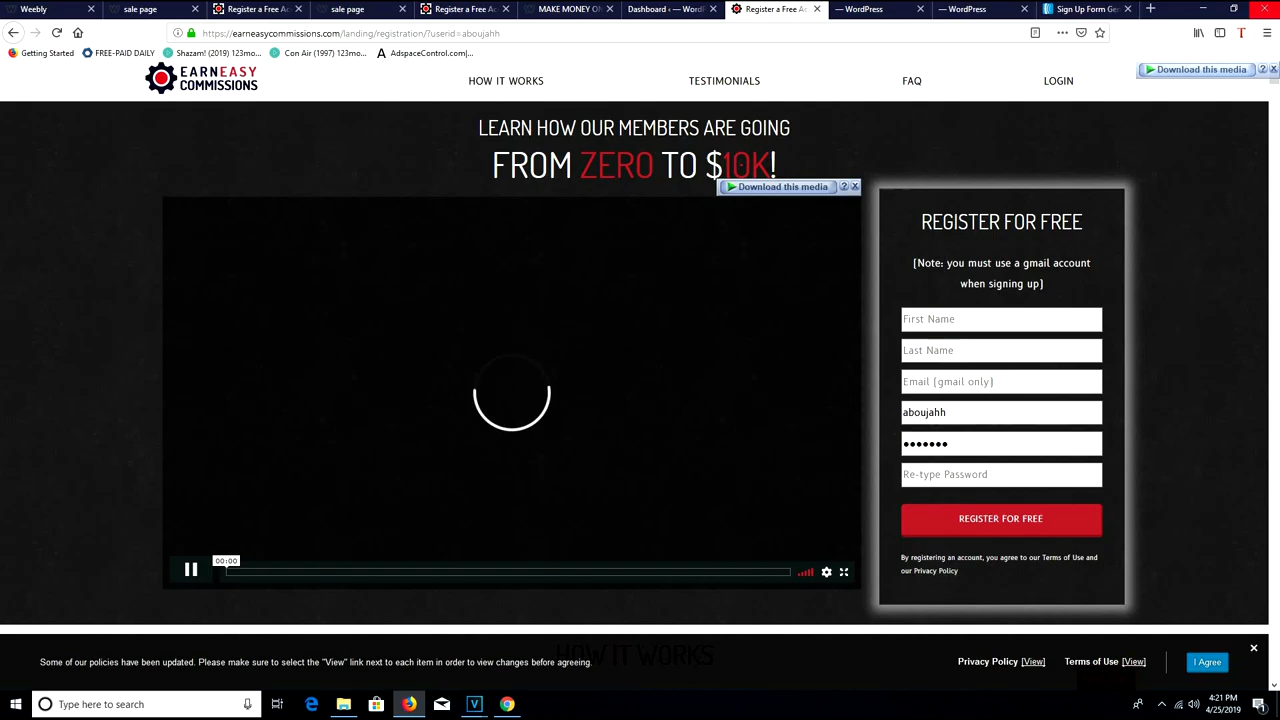 Weebly
sale page
Register a Free Ac
sale page
Register a Free Ac
MAKE MONEY ON
Dashboard ‹ — WordF
Register a Free Ac
— WordPress
— WordPress
Sign Up Form Ge
https://earneasycommissions.com/landing/registration/?userid=aboujahh
Getting Started
FREE-PAID DAILY
Shazam! (2019) 123mo...
Con Air (1997) 123mo...
AdspaceControl.com|...
EARNEASY
COMMISSIONS
HOW IT WORKS
TESTIMONIALS
FAQ
LOGIN
Download this media
LEARN HOW OUR MEMBERS ARE GOING
FROM ZERO TO $10K!
Download this media
REGISTER FOR FREE
[Note: you must use a gmail account
when signing up]
First Name
Last Name
Email (gmail only)
aboujahh
•••••••
Re-type Password
REGISTER FOR FREE
By registering an account, you agree to our Terms of Use and
our Privacy Policy
00:00
HOW IT WORKS
Some of our policies have been updated. Please make sure to select the "View" link next to each item in order to view changes before agreeing.
Privacy Policy [View]
Terms of Use [View]
I Agree
Type here to search
4:21 PM
4/25/2019